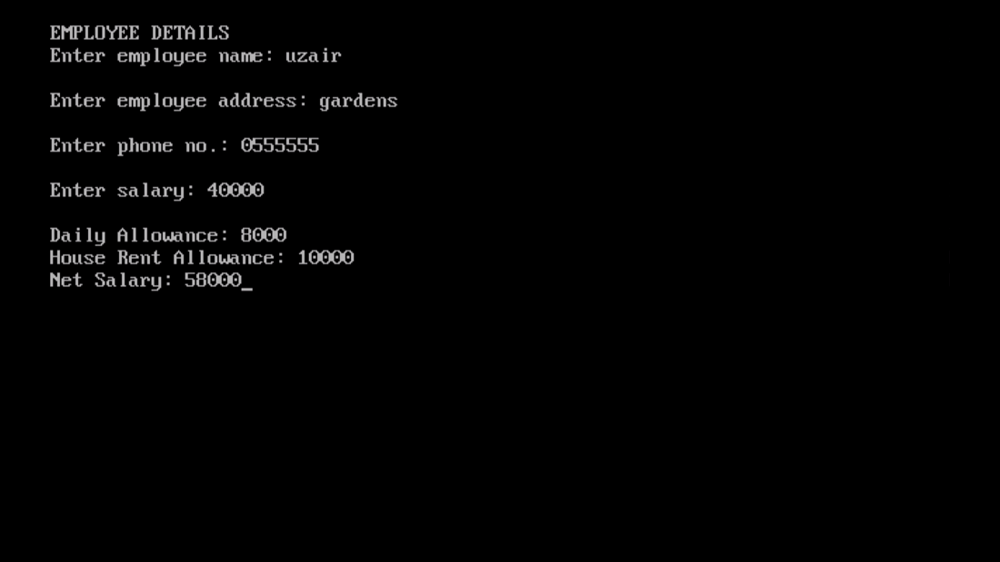 EMPLOYEE DETAILS
Enter employee name: uzair
Enter employee address: gardens
Enter phone no.: 0555555
Enter salary: 40000
Daily Allowance: 8000
House Rent Allowance: 10000
Net Salary: 58000_